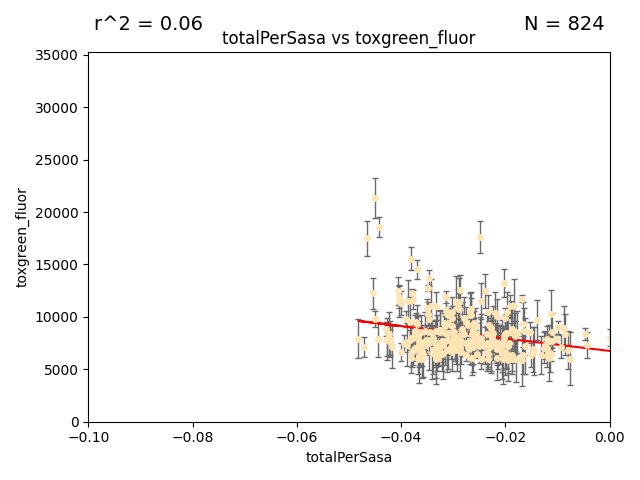 r^2 = 0.06
N = 824
totalPerSasa vs toxgreen_fluor
35000
30000
25000
20000
15000
10000
5000
0
toxgreen_fluor
−0.10
−0.08
−0.06
−0.04
−0.02
0.00
totalPerSasa